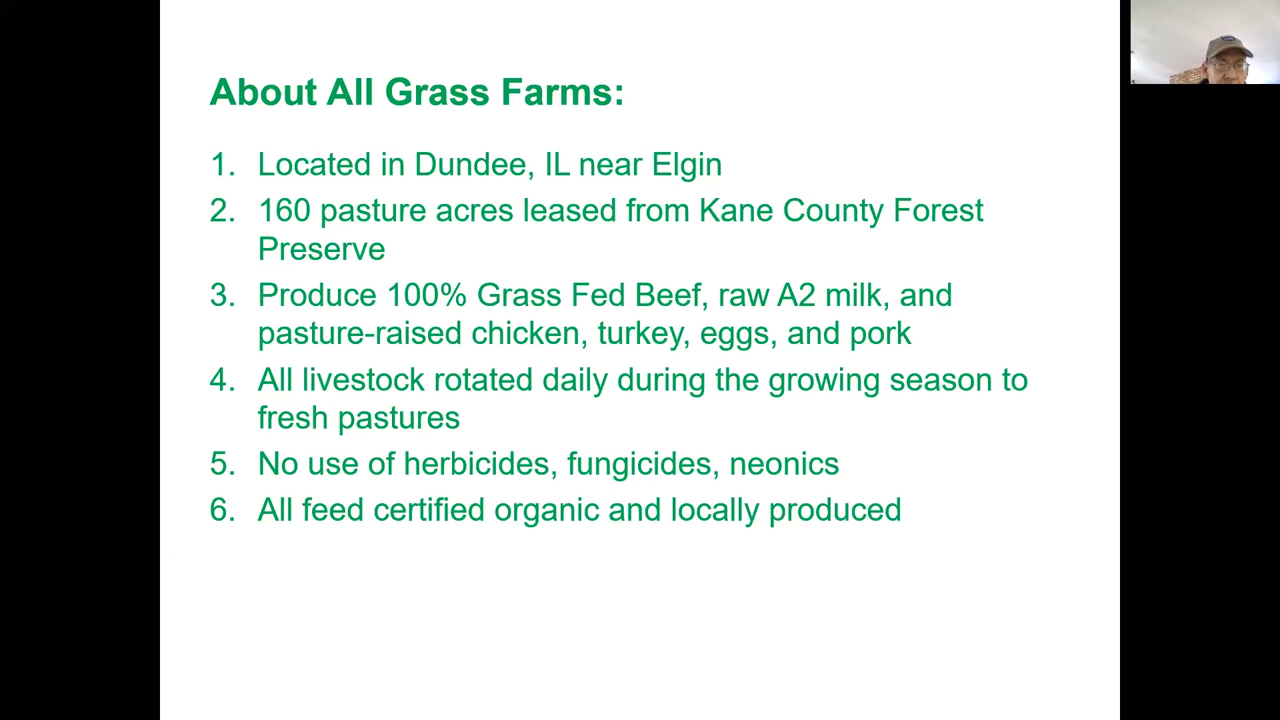 About All Grass Farms:
1. Located in Dundee, IL near Elgin
2. 160 pasture acres leased from Kane County Forest
Preserve
3. Produce 100% Grass Fed Beef, raw A2 milk, and
pasture-raised chicken, turkey, eggs, and pork
4. All livestock rotated daily during the growing season to
fresh pastures
5. No use of herbicides, fungicides, neonics
6. All feed certified organic and locally produced